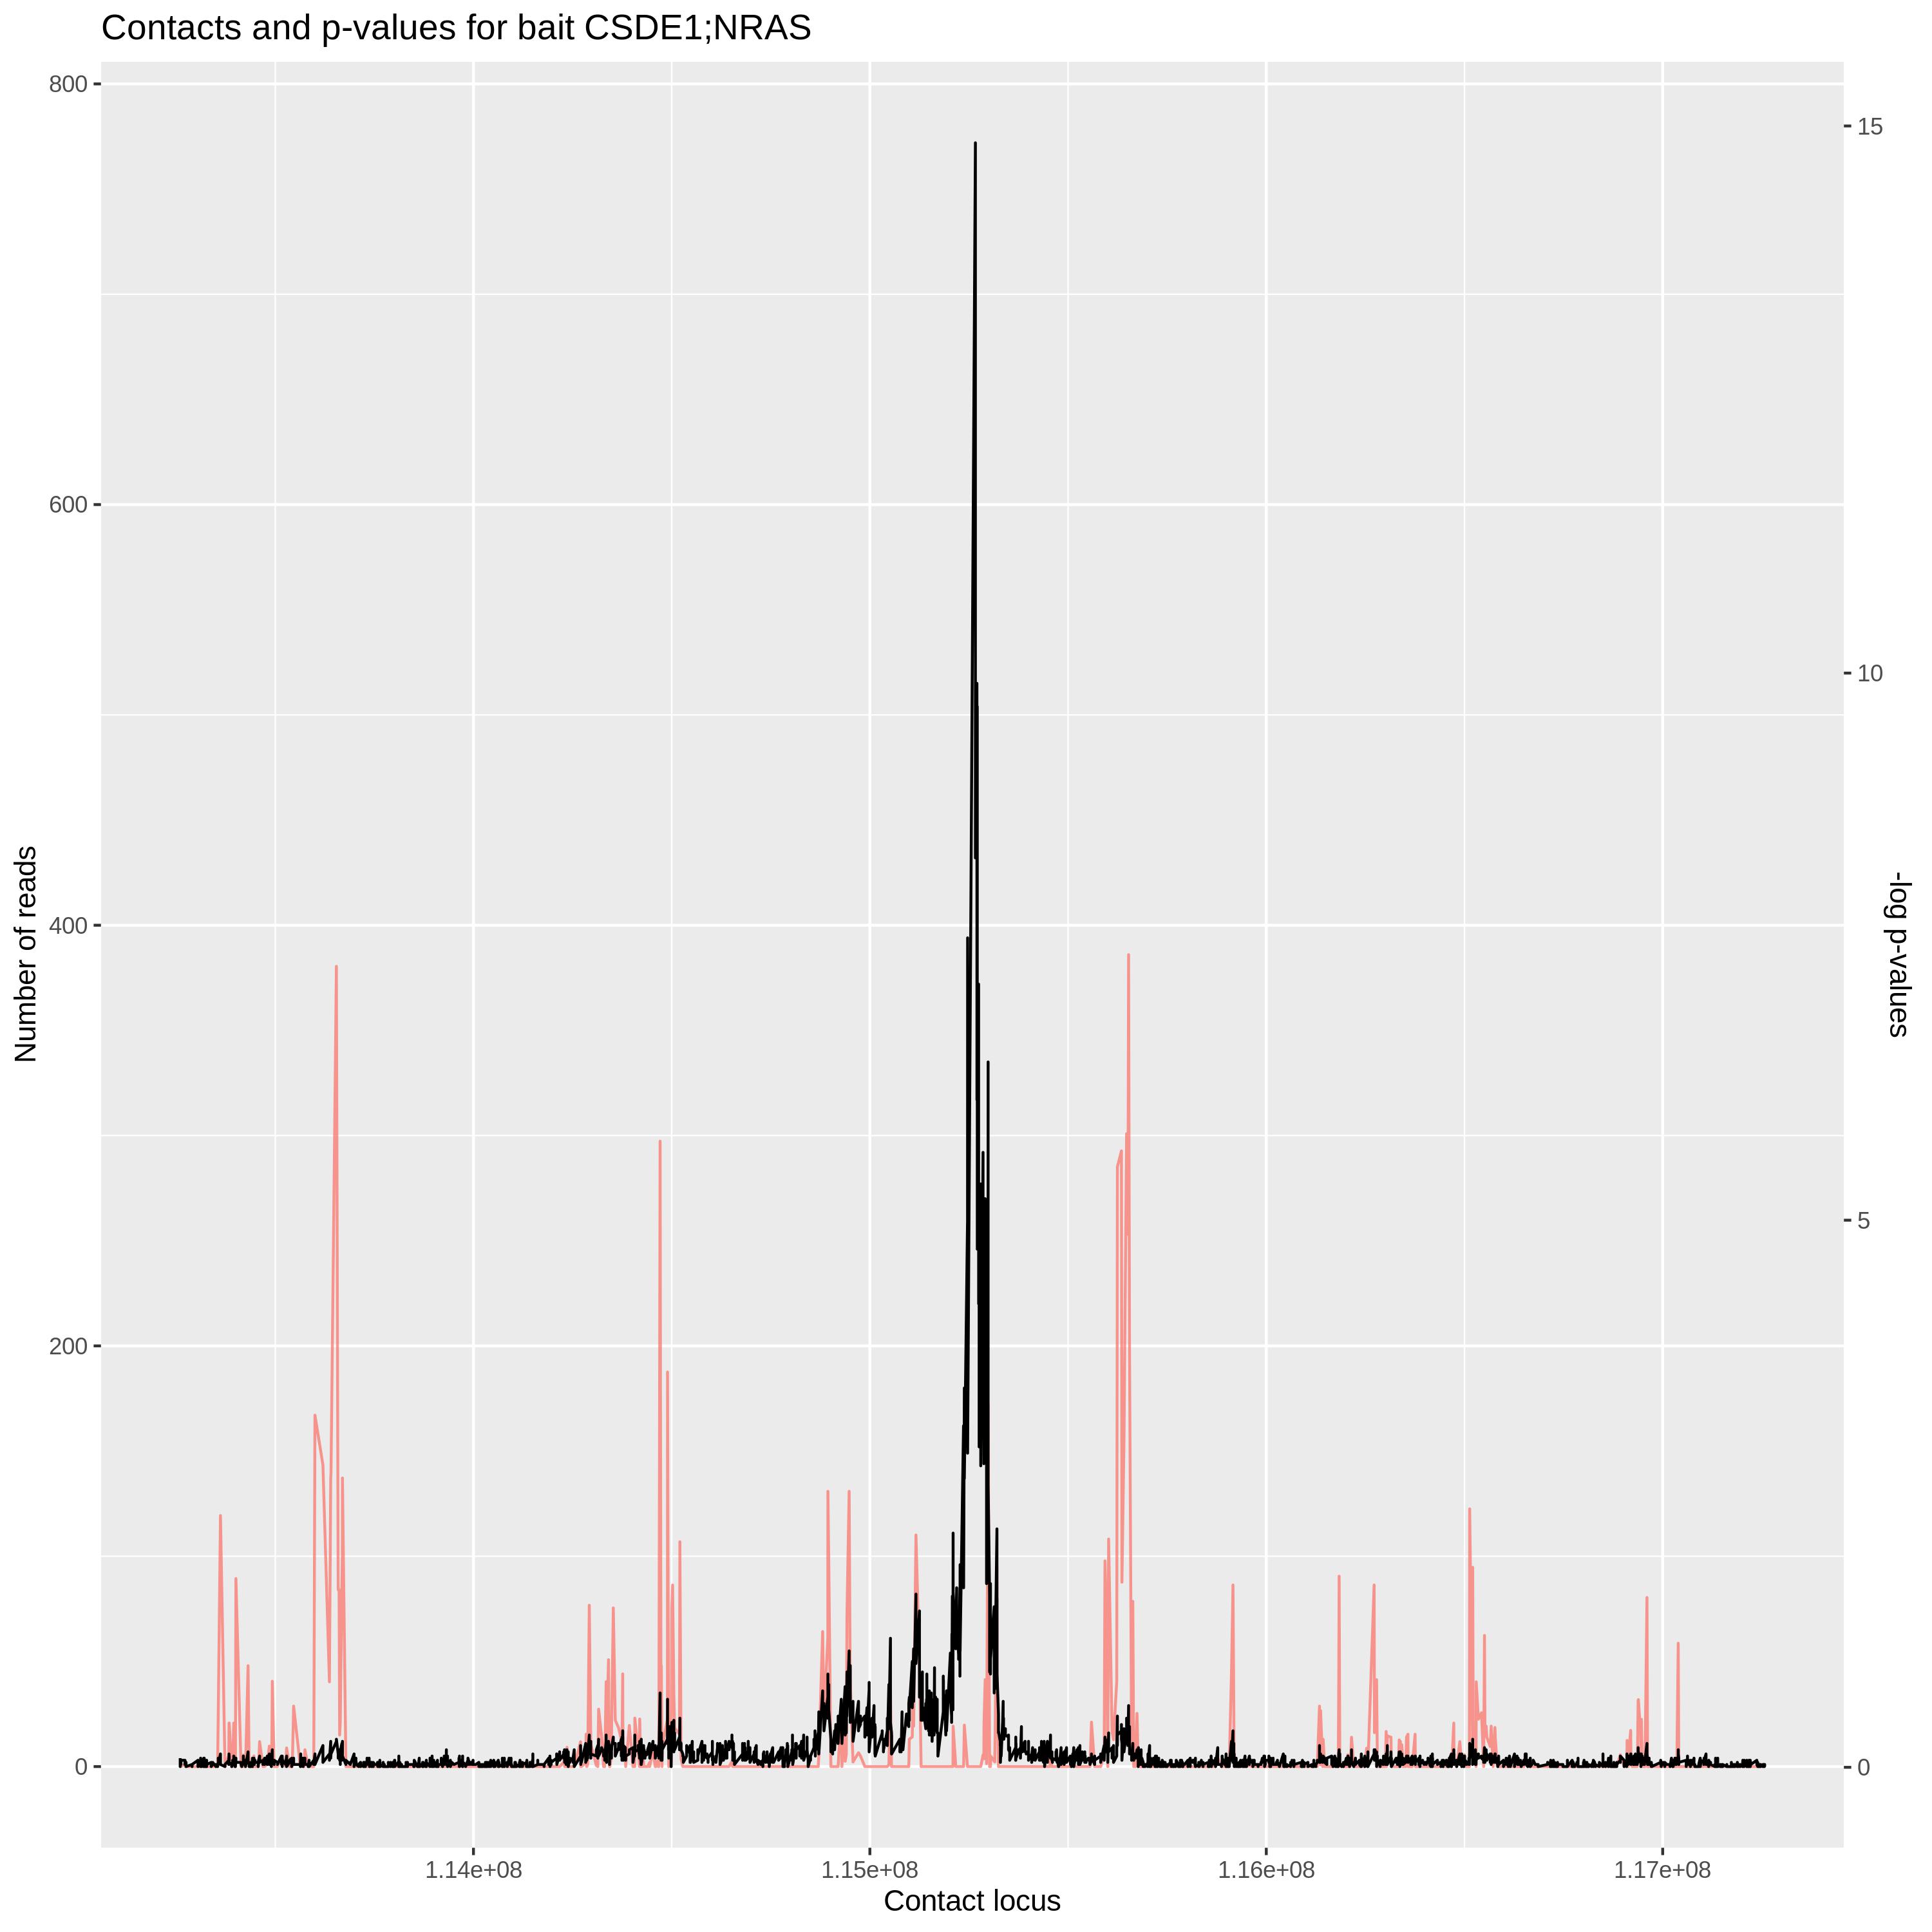 Contacts and p-values for bait CSDE1;NRAS
800
600
400
200
0
Number of reads
15
10
5
0
-log p-values
1.14e+08
1.15e+08
1.16e+08
1.17e+08
Contact locus